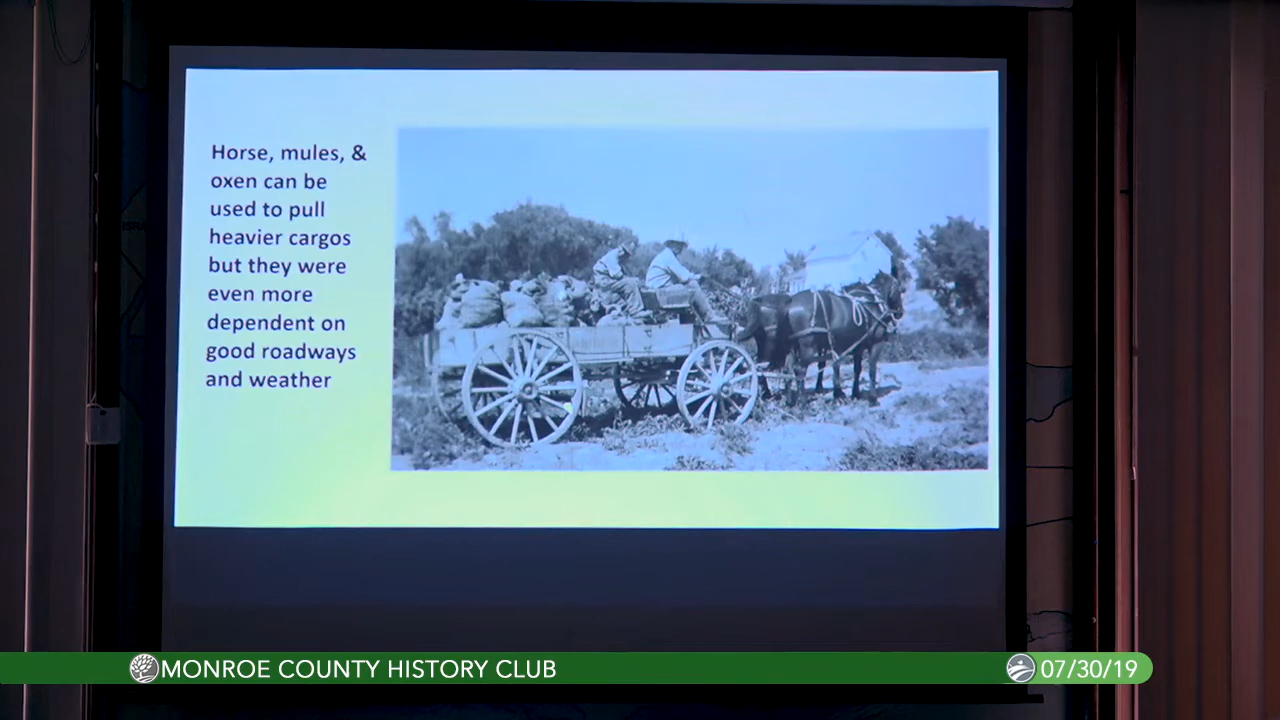 Horse, mules, &
oxen can be
used to pull
heavier cargos
but they were
even more
dependent on
good roadways
and weather
MONROE COUNTY HISTORY CLUB
07/30/19